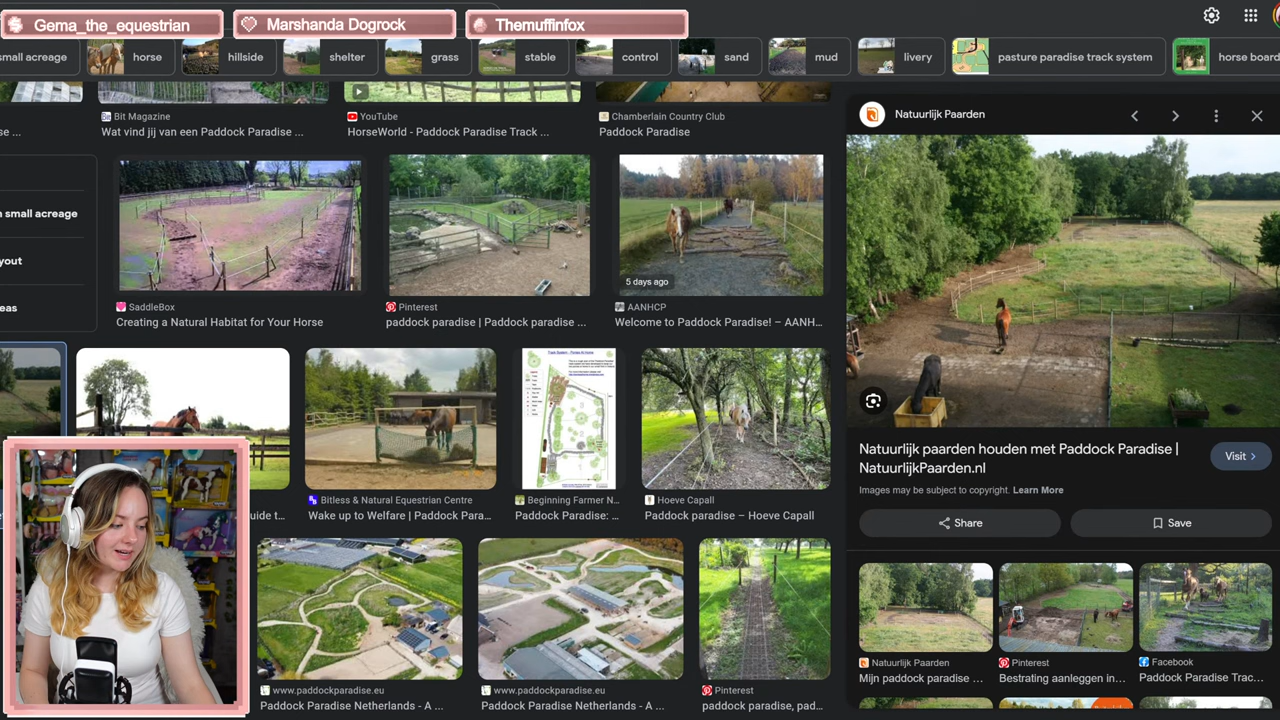 Gema_the_equestrian
Marshanda Dogrock
Themuffinfox
small acreage
horse
hillside
shelter
grass
stable
control
sand
mud
livery
pasture paradise track system
horse board
Natuurlijk Paarden
se ...
Bit Magazine
Wat vind jij van een Paddock Paradise ...
YouTube
HorseWorld - Paddock Paradise Track ...
Chamberlain Country Club
Paddock Paradise
small acreage
yout
eas
SaddleBox
Creating a Natural Habitat for Your Horse
Pinterest
paddock paradise | Paddock paradise ...
5 days ago
AANHCP
Welcome to Paddock Paradise! – AANH...
Natuurlijk paarden houden met Paddock Paradise |
NatuurlijkPaarden.nl
Visit
Images may be subject to copyright. Learn More
Share
Save
uide t...
Bitless & Natural Equestrian Centre
Wake up to Welfare | Paddock Para...
Beginning Farmer N...
Paddock Paradise: ...
Hoeve Capall
Paddock paradise – Hoeve Capall
www.paddockparadise.eu
Paddock Paradise Netherlands - A ...
www.paddockparadise.eu
Paddock Paradise Netherlands - A ...
Pinterest
paddock paradise, pad...
Natuurlijk Paarden
Mijn paddock paradise ...
Pinterest
Bestrating aanleggen in...
Facebook
Paddock Paradise Trac...